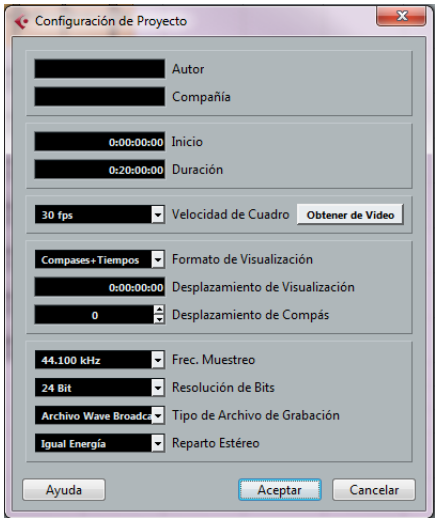 Configuración de Proyecto
Autor
Compañía
0:00:00:00 Inicio
0:20:00:00 Duración
30 fps Velocidad de Cuadro Obtener de Video
Compases+Tiempos Formato de Visualización
0:00:00:00 Desplazamiento de Visualización
0 Desplazamiento de Compás
44.100 kHz Frec. Muestreo
24 Bit Resolución de Bits
Archivo Wave Broadca Tipo de Archivo de Grabación
Igual Energía Reparto Estéreo
Ayuda Aceptar Cancelar